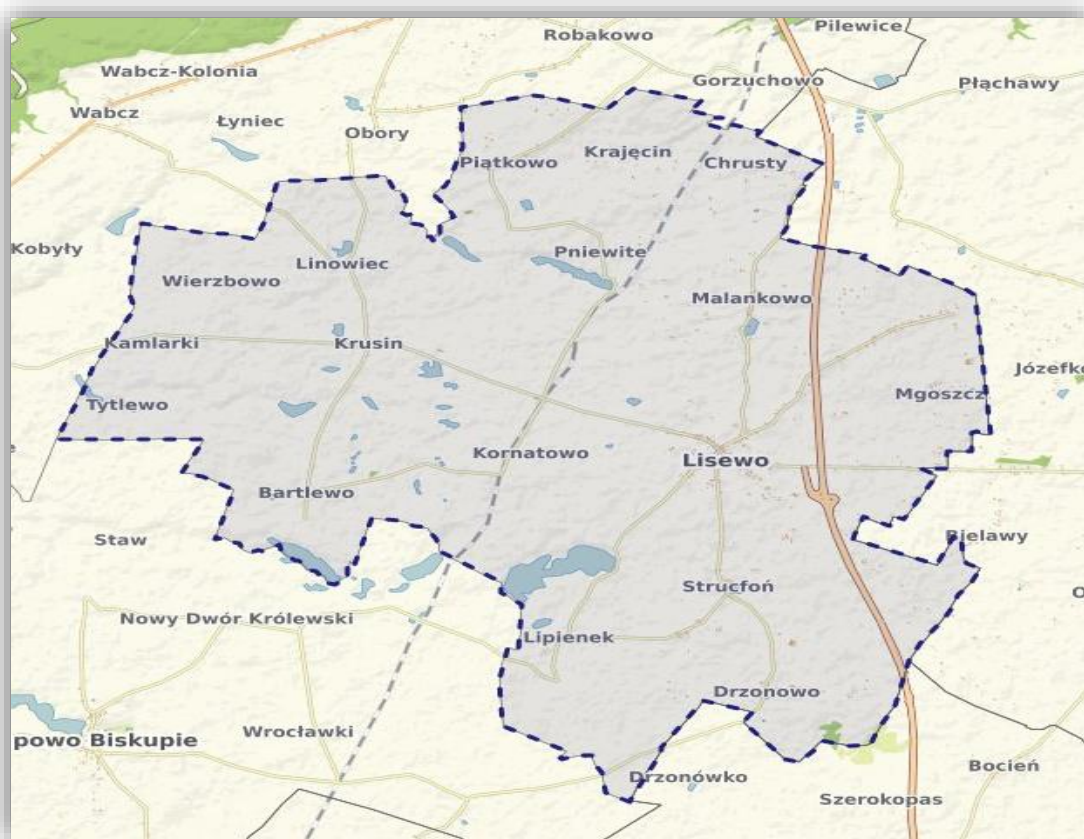 Pilewice
Robakowo
Wabcz-Kolonia
Gorzuchowo
Płąchawy
Wabcz
Łyniec
Obory
Krajęcin
Piątkowo
Chrusty
Kobyły
Pniewite
Linowiec
Wierzbowo
Malankowo
Kamlarki
Krusin
Józefk
Mgoszcz
Tytlewo
Kornatowo
Lisewo
Bartlewo
Staw
Bielawy
Strucfoń
Nowy Dwór Królewski
Lipienek
Drzonowo
Wrocławki
powo Biskupie
Bocień
Drzonówko
Szerokopas